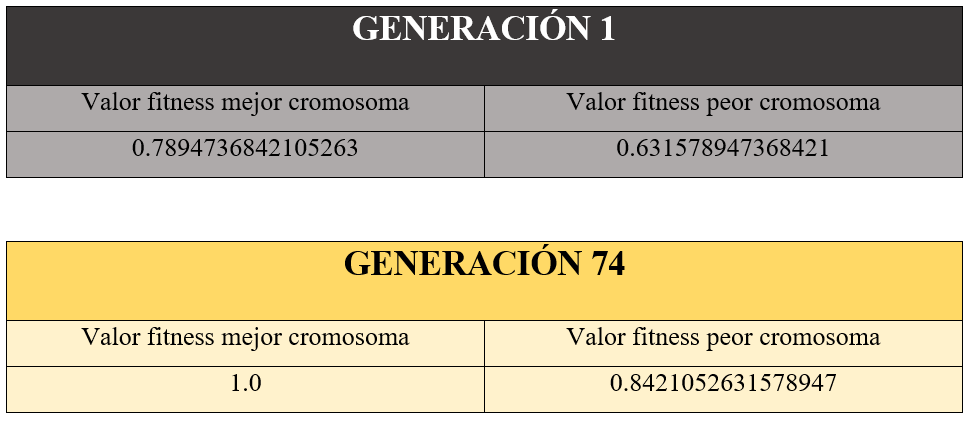 GENERACIÓN 1
Valor fitness mejor cromosoma
Valor fitness peor cromosoma
0.7894736842105263
0.631578947368421
GENERACIÓN 74
Valor fitness mejor cromosoma
Valor fitness peor cromosoma
1.0
0.8421052631578947